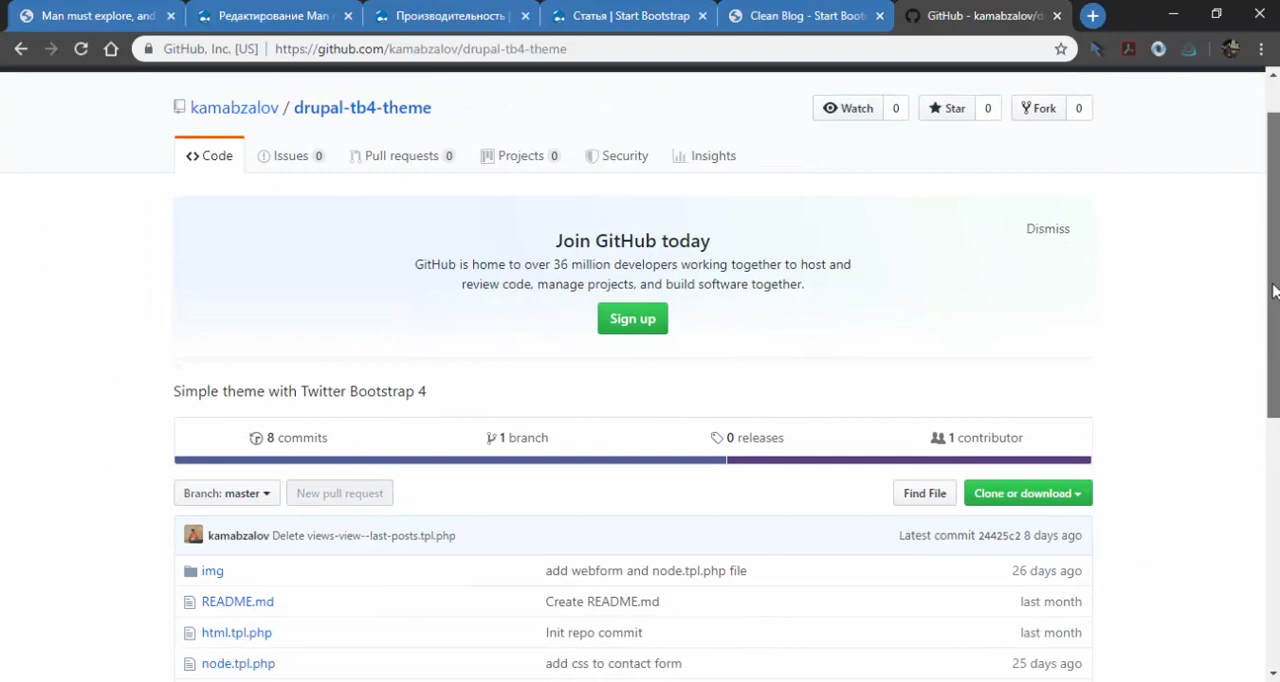 Man must explore, and
Редактирование Man
Производительность
Статья | Start Bootstrap
Clean Blog - Start Boot
GitHub - kamabzalov/d
GitHub, Inc. [US] | https://github.com/kamabzalov/drupal-tb4-theme
kamabzalov / drupal-tb4-theme
Watch 0
Star 0
Fork 0
Code
Issues 0
Pull requests 0
Projects 0
Security
Insights
Dismiss
Join GitHub today
GitHub is home to over 36 million developers working together to host and
review code, manage projects, and build software together.
Sign up
Simple theme with Twitter Bootstrap 4
8 commits
1 branch
0 releases
1 contributor
Branch: master
New pull request
Find File
Clone or download
kamabzalov Delete views-view--last-posts.tpl.php
Latest commit 24425c2 8 days ago
img
add webform and node.tpl.php file
26 days ago
README.md
Create README.md
last month
html.tpl.php
Init repo commit
last month
node.tpl.php
add css to contact form
25 days ago